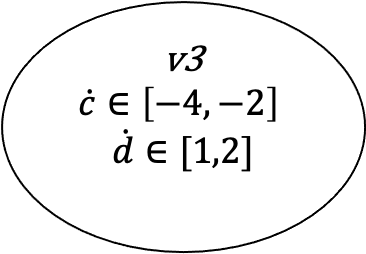 v3
ċ ∈ [−4, −2]
ḋ ∈ [1,2]